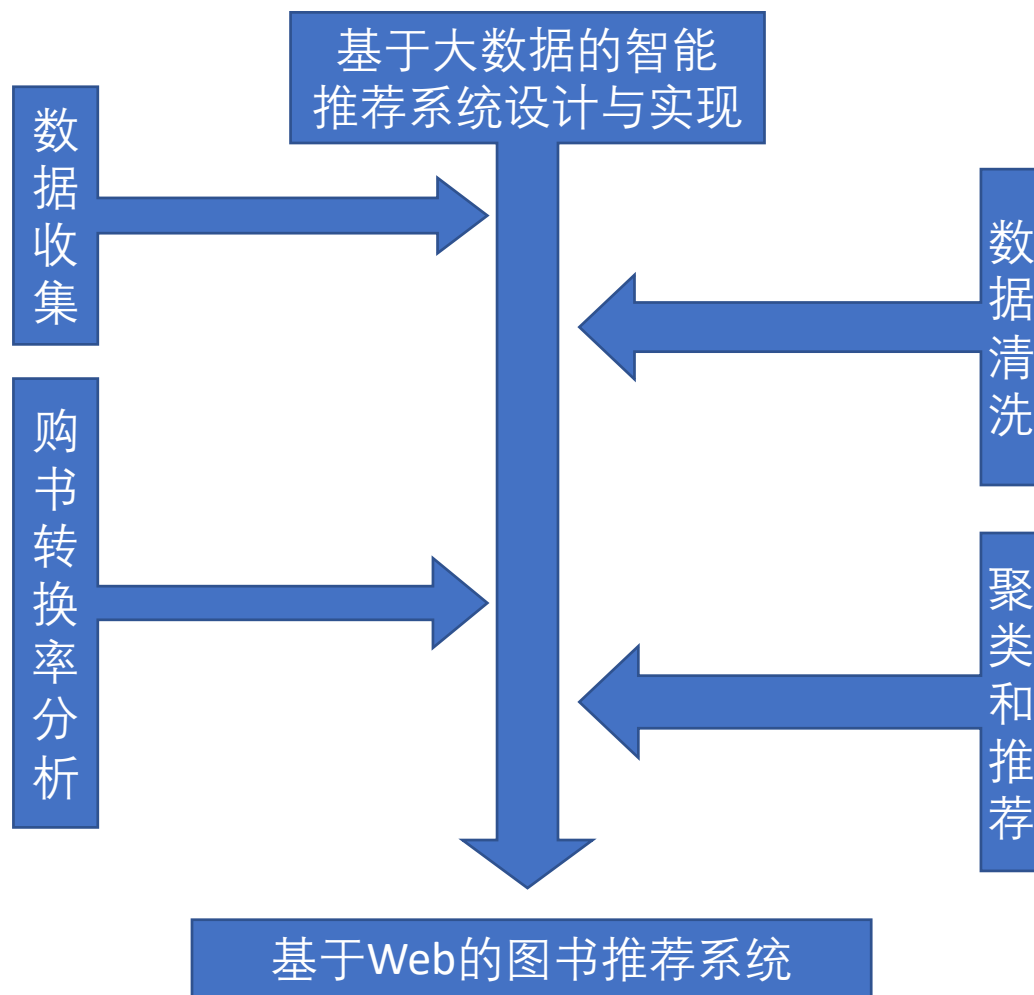 基于大数据的智能
推荐系统设计与实现
数据收集
数据清洗
购书转换率分析
聚类和推荐
基于Web的图书推荐系统